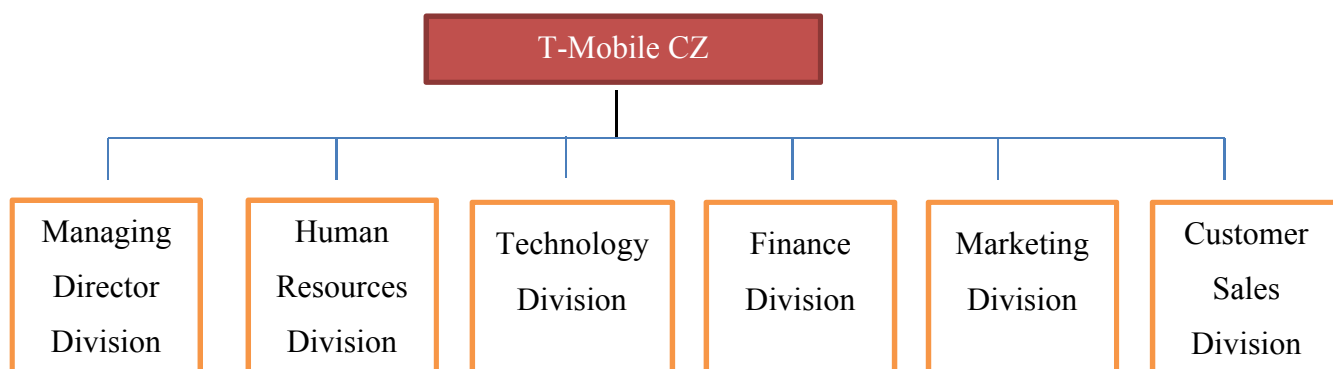 T-Mobile CZ
Managing
Director
Division
Human
Resources
Division
Technology
Division
Finance
Division
Marketing
Division
Customer
Sales
Division